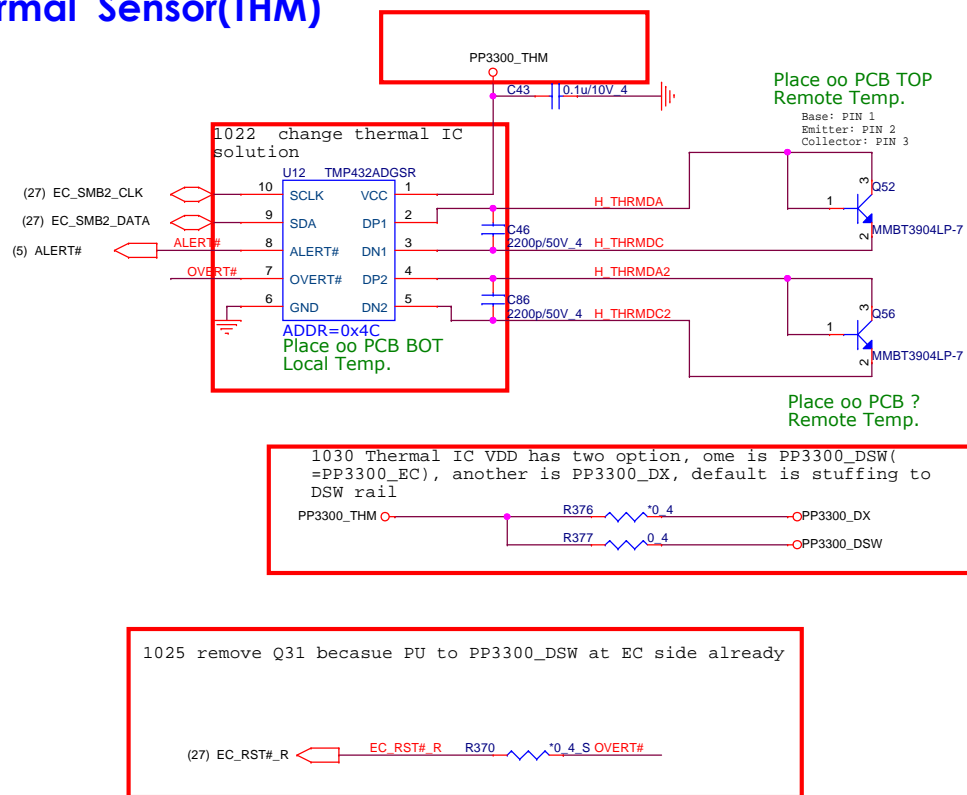 rmal Sensor(THM)
PP3300_THM
C43
0.1u/10V_4
Place oo PCB TOP
Remote Temp.
Base: PIN 1
Emitter: PIN 2
Collector: PIN 3
1022 change thermal IC
solution
U12 TMP432ADGSR
(27) EC_SMB2_CLK
10
SCLK
VCC
1
(27) EC_SMB2_DATA
9
SDA
DP1
2
H_THRMDA
3
Q52
1
2
MMBT3904LP-7
(5) ALERT#
ALERT#
8
ALERT#
DN1
3
C46
2200p/50V_4
H_THRMDC
OVERT#
7
OVERT#
DP2
4
H_THRMDA2
6
GND
DN2
5
C86
2200p/50V_4
H_THRMDC2
3
Q56
1
2
MMBT3904LP-7
ADDR=0x4C
Place oo PCB BOT
Local Temp.
Place oo PCB ?
Remote Temp.
1030 Thermal IC VDD has two option, ome is PP3300_DSW(
=PP3300_EC), another is PP3300_DX, default is stuffing to
DSW rail
PP3300_THM
R376
*0_4
PP3300_DX
R377
0_4
PP3300_DSW
1025 remove Q31 becasue PU to PP3300_DSW at EC side already
(27) EC_RST#_R
EC_RST#_R
R370
*0_4_S
OVERT#